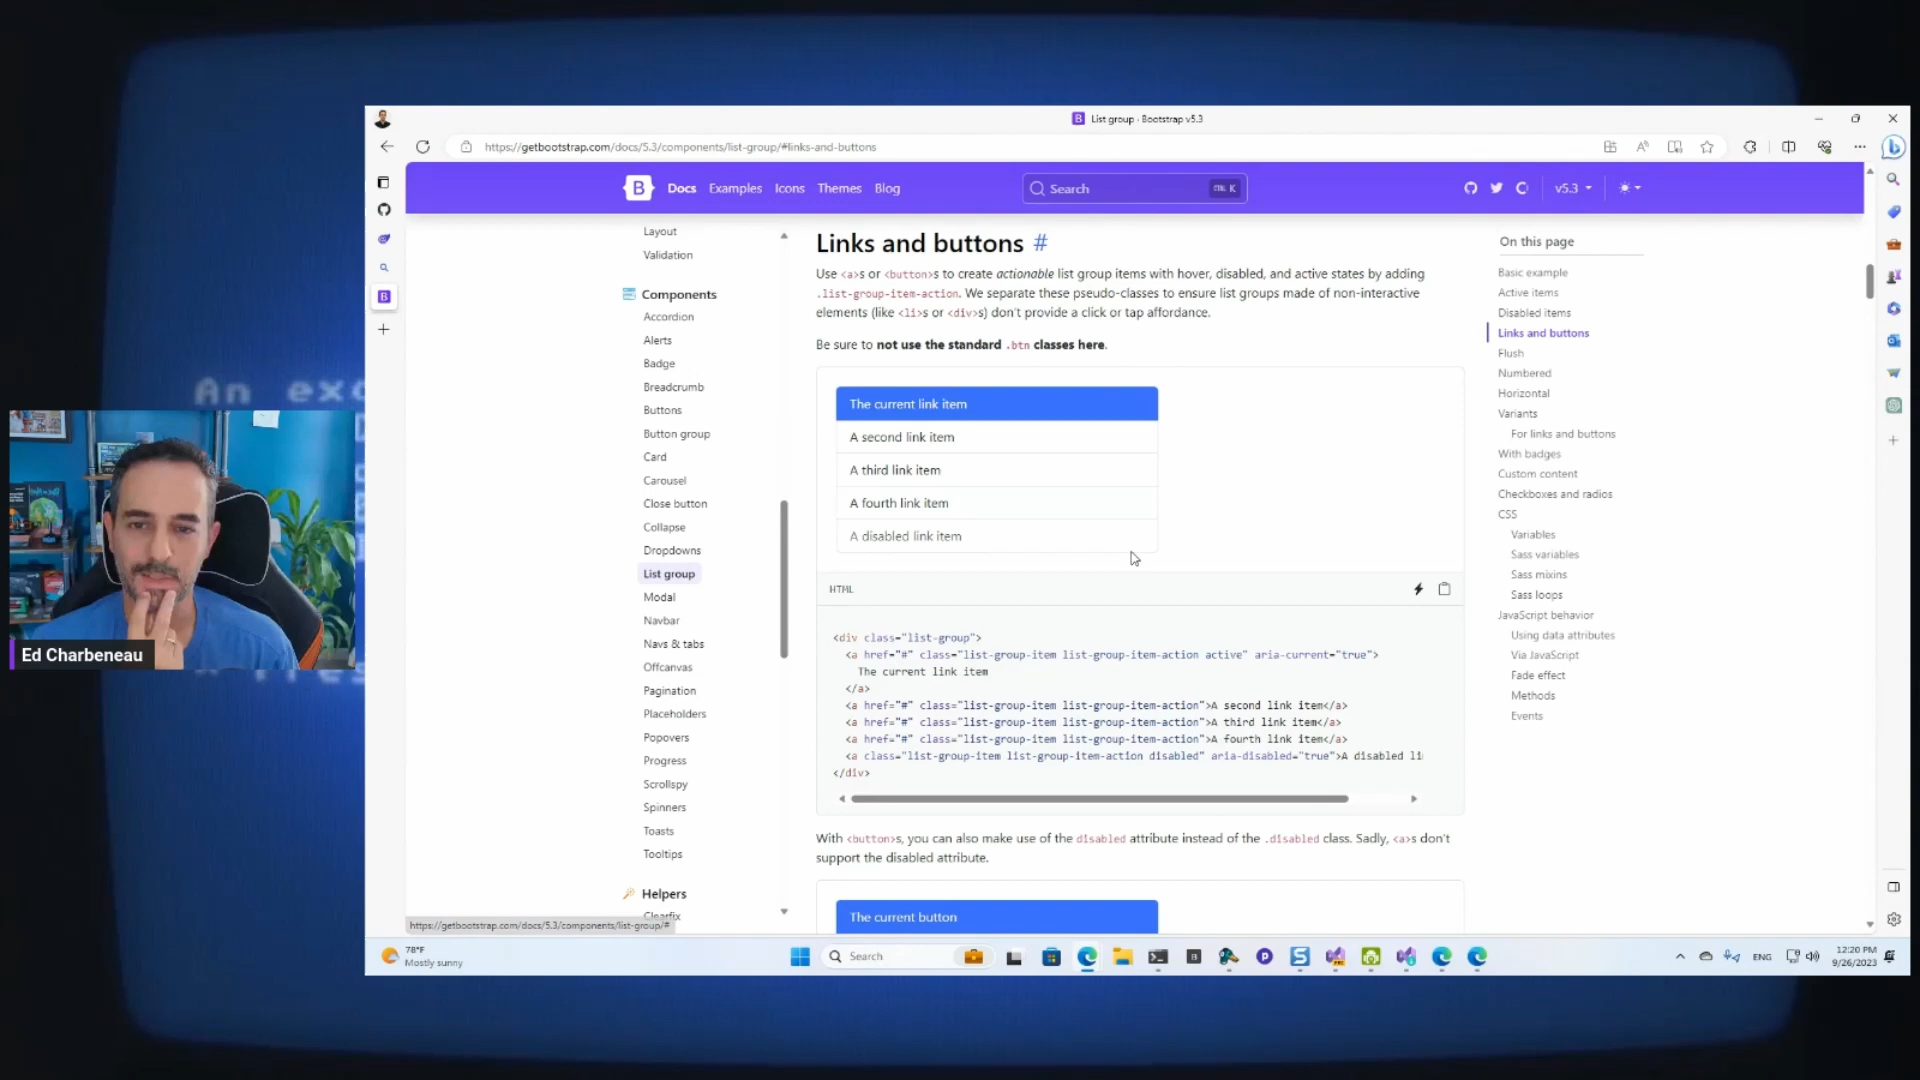 List group · Bootstrap v5.3
https://getbootstrap.com/docs/5.3/components/list-group/#links-and-buttons
B
Docs
Examples
Icons
Themes
Blog
Search
CTRL K
v5.3
Layout
Validation
Components
Accordion
Alerts
Badge
Breadcrumb
Buttons
Button group
Card
Carousel
Close button
Collapse
Dropdowns
List group
Modal
Navbar
Navs & tabs
Offcanvas
Pagination
Placeholders
Popovers
Progress
Scrollspy
Spinners
Toasts
Tooltips
Helpers
Clearfix
https://getbootstrap.com/docs/5.3/components/list-group/#
Links and buttons #
Use <a>s or <button>s to create actionable list group items with hover, disabled, and active states by adding
.list-group-item-action. We separate these pseudo-classes to ensure list groups made of non-interactive
elements (like <li>s or <div>s) don't provide a click or tap affordance.
Be sure to not use the standard .btn classes here.
The current link item
A second link item
A third link item
A fourth link item
A disabled link item
HTML
<div class="list-group">
<a href="#" class="list-group-item list-group-item-action active" aria-current="true">
The current link item
</a>
<a href="#" class="list-group-item list-group-item-action">A second link item</a>
<a href="#" class="list-group-item list-group-item-action">A third link item</a>
<a href="#" class="list-group-item list-group-item-action">A fourth link item</a>
<a class="list-group-item list-group-item-action disabled" aria-disabled="true">A disabled li
</div>
With <button>s, you can also make use of the disabled attribute instead of the .disabled class. Sadly, <a>s don't
support the disabled attribute.
The current button
On this page
Basic example
Active items
Disabled items
Links and buttons
Flush
Numbered
Horizontal
Variants
For links and buttons
With badges
Custom content
Checkboxes and radios
CSS
Variables
Sass variables
Sass mixins
Sass loops
JavaScript behavior
Using data attributes
Via JavaScript
Fade effect
Methods
Events
An exc
Ed Charbeneau
78°F
Mostly sunny
Search
ENG
12:20 PM
9/26/2023